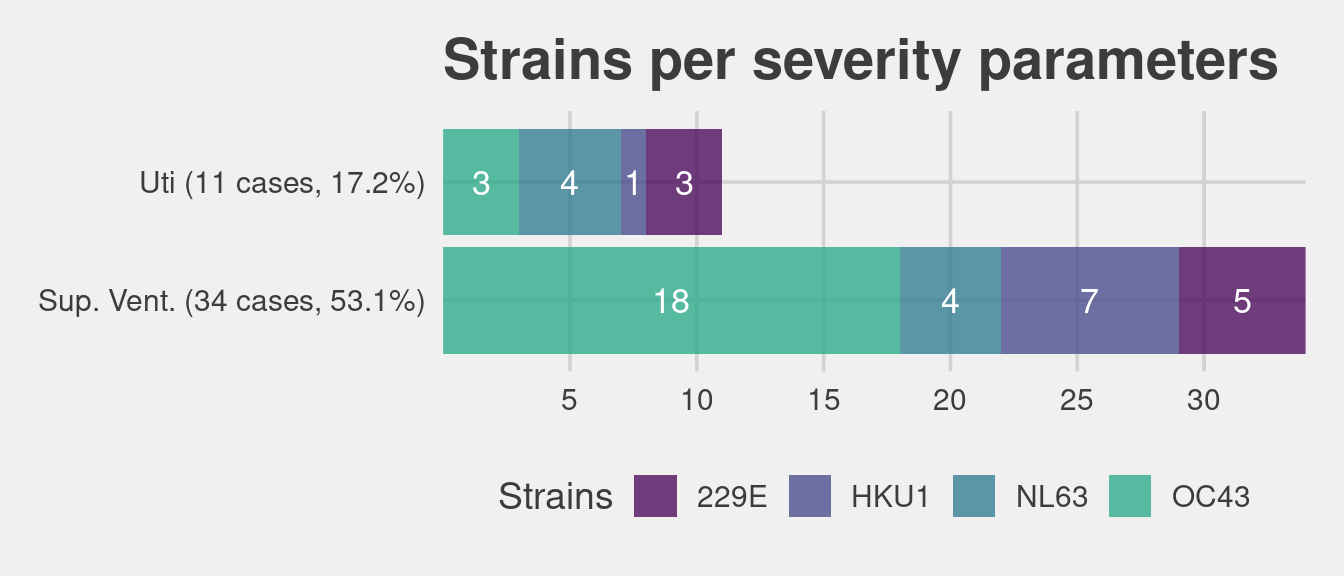 Strains per severity parameters
Uti (11 cases, 17.2%)
3 4 1 3
Sup. Vent. (34 cases, 53.1%)
18 4 7 5
5 10 15 20 25 30
Strains 229E HKU1 NL63 OC43